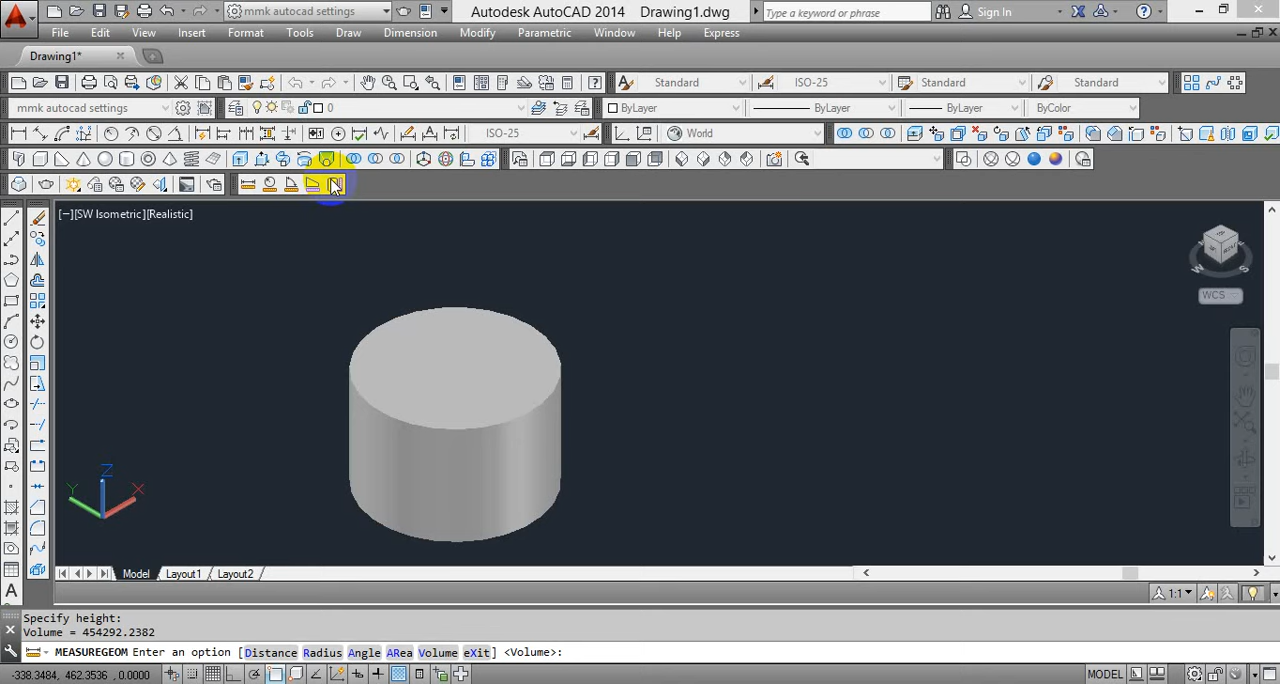 mmk autocad settings
Autodesk AutoCAD 2014 Drawing1.dwg
Type a keyword or phrase
Sign In
File Edit View Insert Format Tools Draw Dimension Modify Parametric Window Help Express
Drawing1*
Standard ISO-25 Standard Standard
mmk autocad settings 0 ByLayer ByLayer ByLayer ByColor
ISO-25 World
[−][SW Isometric][Realistic]
W S
WCS
Z
Y X
Model Layout1 Layout2
A
1:1
Specify height:
Volume = 454292.2382
MEASUREGEOM Enter an option [Distance Radius Angle ARea Volume eXit] <Volume>:
-338.3484, 462.3536 , 0.0000 MODEL